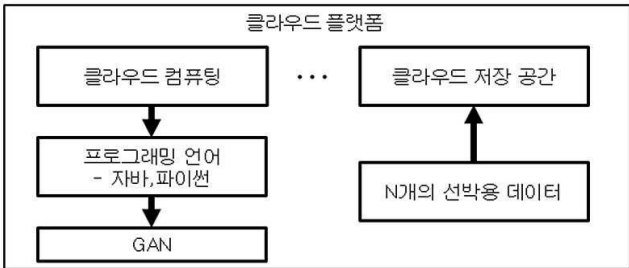 클라우드 플랫폼
클라우드 컴퓨팅
...
클라우드 저장 공간
프로그래밍 언어
- 자바,파이썬
N개의 선박용 데이터
GAN